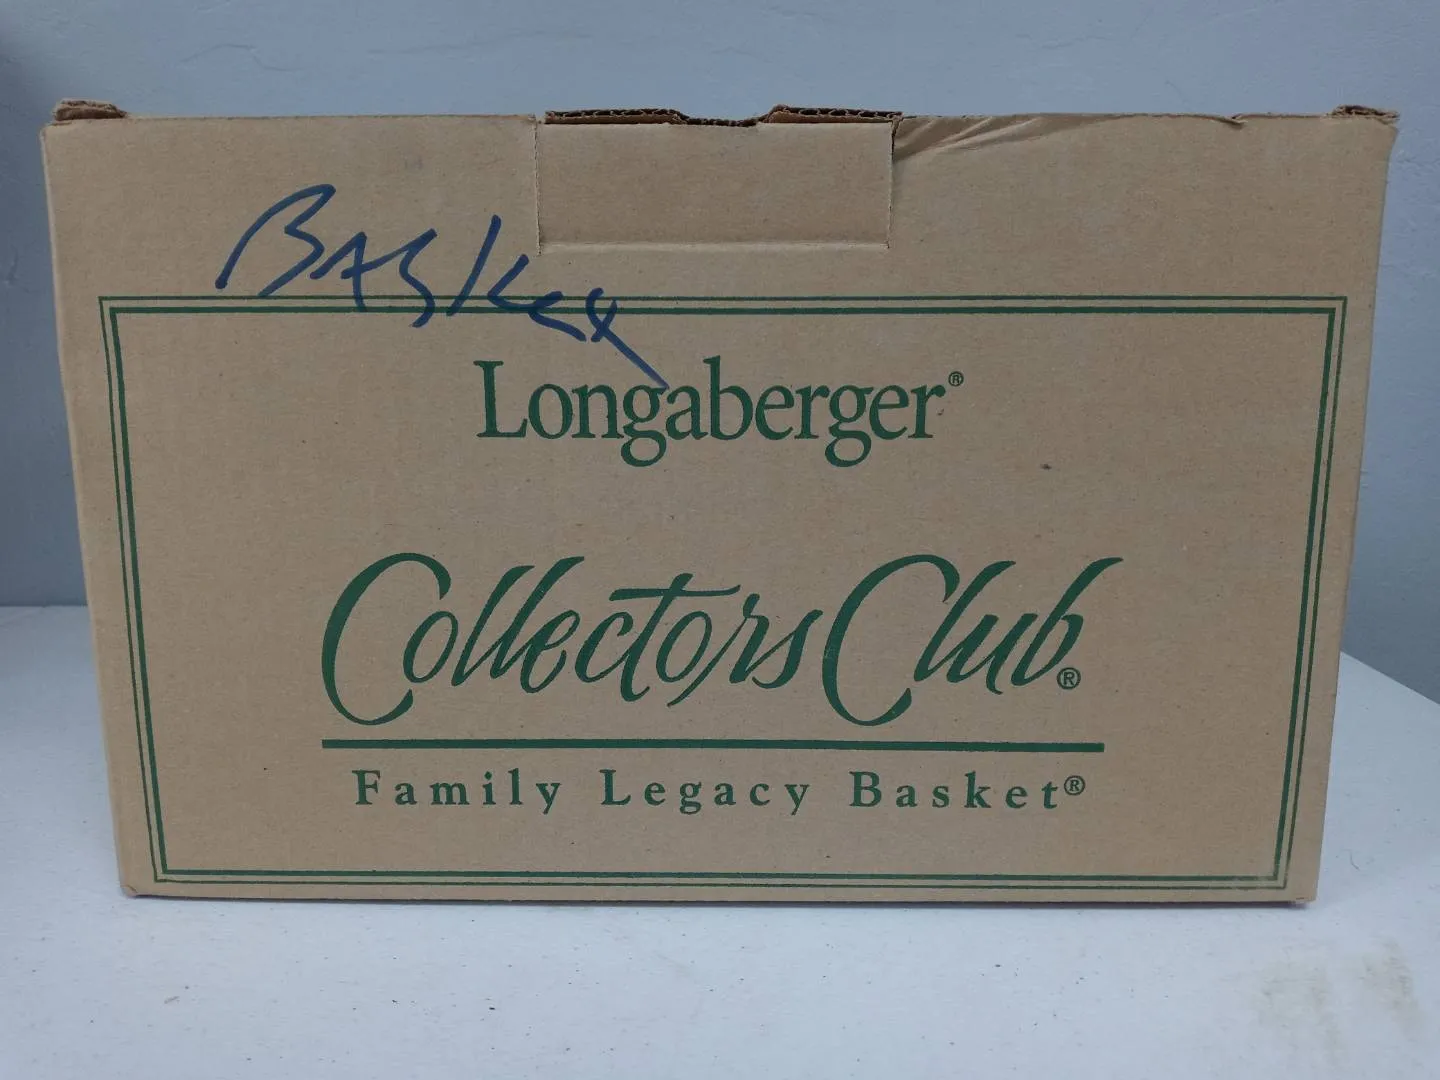 BASKET
Longaberger®
Collectors Club®
Family Legacy Basket®